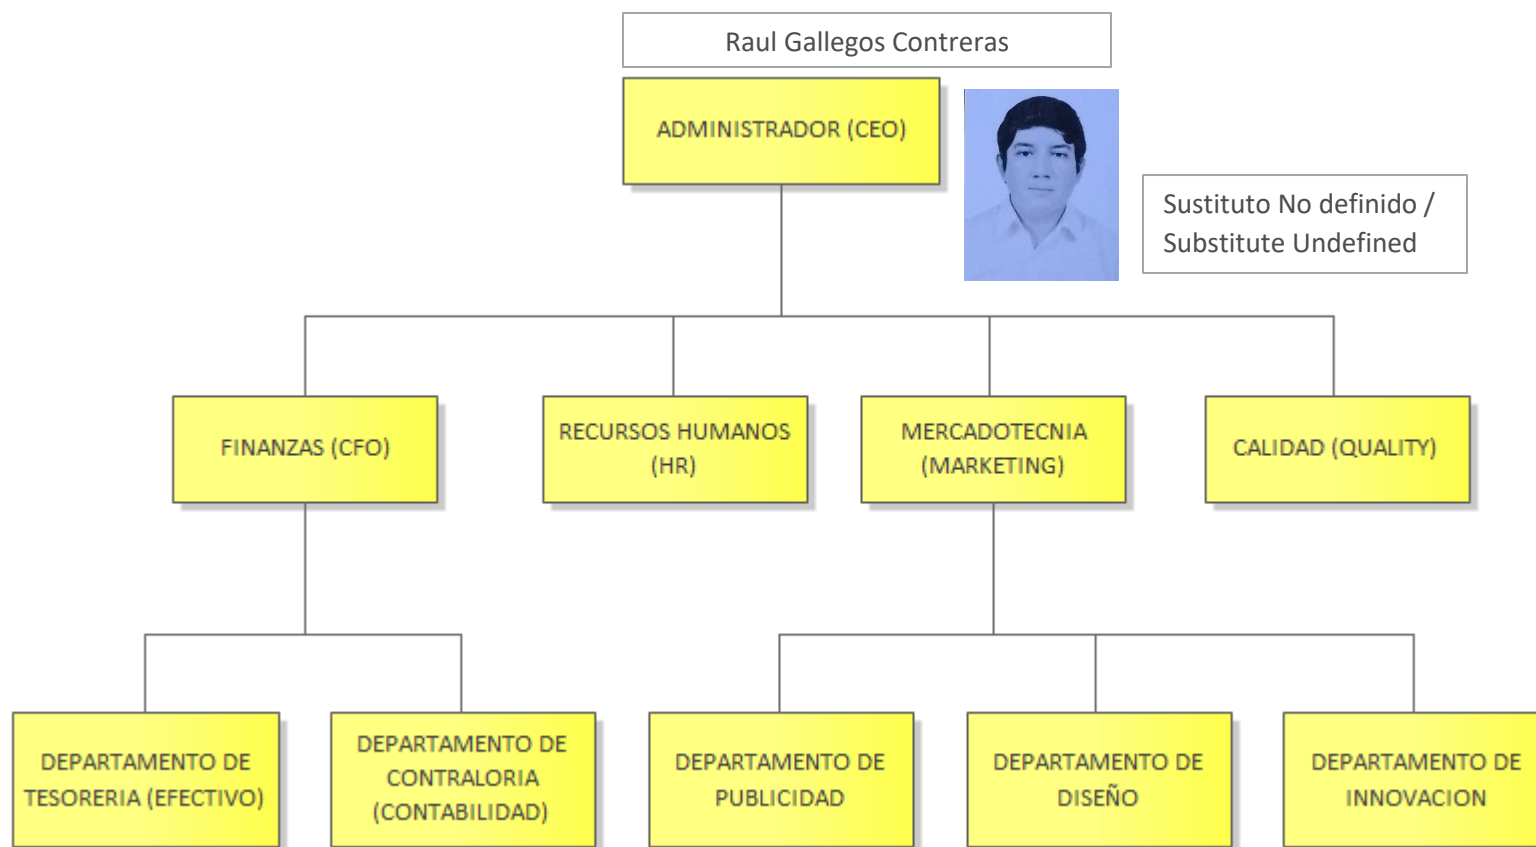 Raul Gallegos Contreras
ADMINISTRADOR (CEO)
Sustituto No definido /
Substitute Undefined
FINANZAS (CFO)
RECURSOS HUMANOS
(HR)
MERCADOTECNIA
(MARKETING)
CALIDAD (QUALITY)
DEPARTAMENTO DE
TESORERIA (EFECTIVO)
DEPARTAMENTO DE
CONTRALORIA
(CONTABILIDAD)
DEPARTAMENTO DE
PUBLICIDAD
DEPARTAMENTO DE
DISEÑO
DEPARTAMENTO DE
INNOVACION